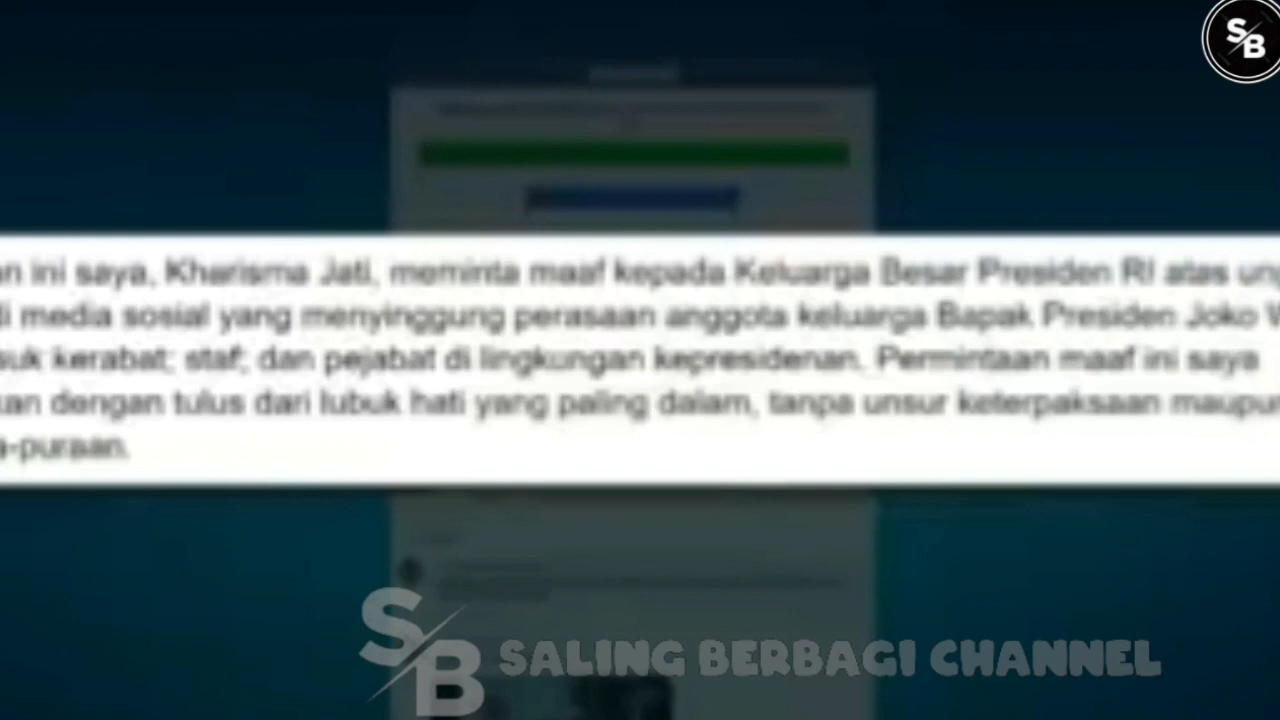 SB
an ini saya, Kharisma Jati, meminta maaf kepada Keluarga Besar Presiden RI atas un
di media sosial yang menyinggung perasaan anggota keluarga Bapak Presiden Joko W
suk kerabat; staf; dan pejabat di lingkungan kepresidenan. Permintaan maaf ini saya
kan dengan tulus dari lubuk hati yang paling dalam, tanpa unsur keterpaksaan maupun
a-puraan.
SB SALING BERBAGI CHANNEL